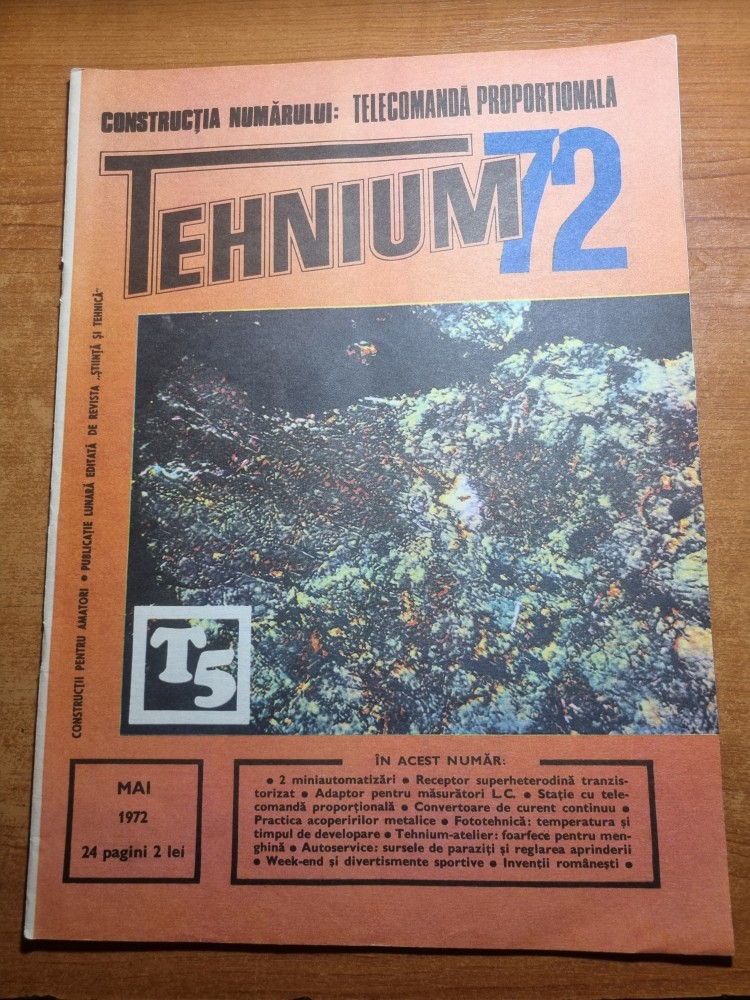 CONSTRUCȚIA NUMĂRULUI: TELECOMANDĂ PROPORȚIONALĂ
TEHNIUM 72
CONSTRUCȚII PENTRU AMATORI • PUBLICAȚIE LUNARĂ EDITATĂ DE REVISTA „ȘTIINȚĂ ȘI TEHNICĂ”
T5
MAI
1972
24 pagini 2 lei
ÎN ACEST NUMĂR:
• 2 miniautomatizări • Receptor superheterodină tranzis-
torizat • Adaptor pentru măsurători L.C. • Stație cu tele-
comandă proporțională • Convertoare de curent continuu •
Practica acoperirilor metalice • Fototehnică: temperatura și
timpul de developare • Tehnium-atelier: foarfece pentru men-
ghină • Autoservice: sursele de paraziți și reglarea aprinderii
• Week-end și divertismente sportive • Invenții românești •